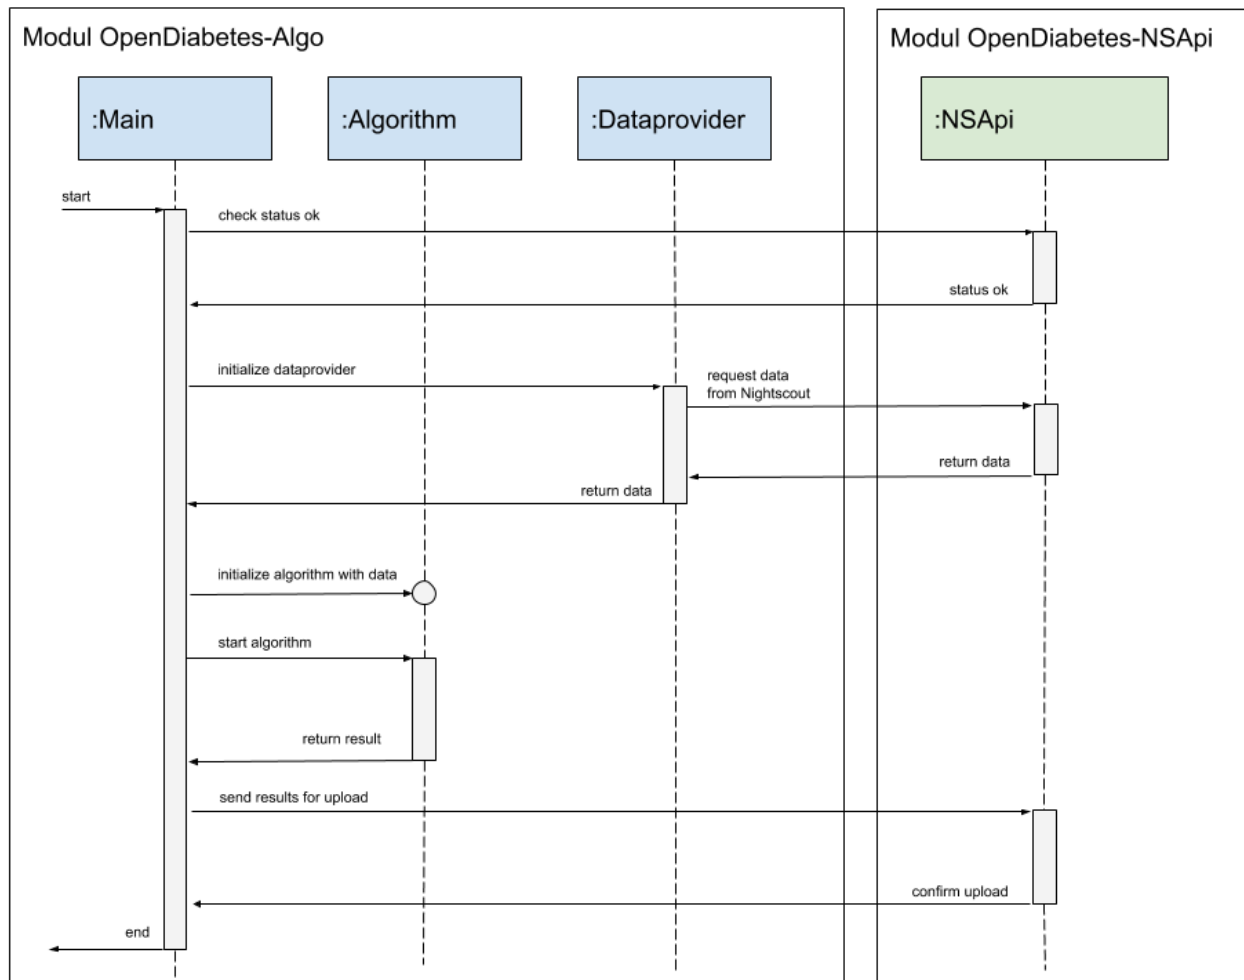 Modul OpenDiabetes-Algo
Modul OpenDiabetes-NSApi
:Main
:Algorithm
:Dataprovider
:NSApi
start
check status ok
status ok
initialize dataprovider
request data
from Nightscout
return data
return data
initialize algorithm with data
start algorithm
return result
send results for upload
confirm upload
end